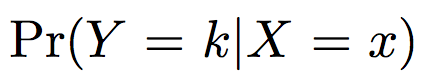 Pr(Y = k|X = x)